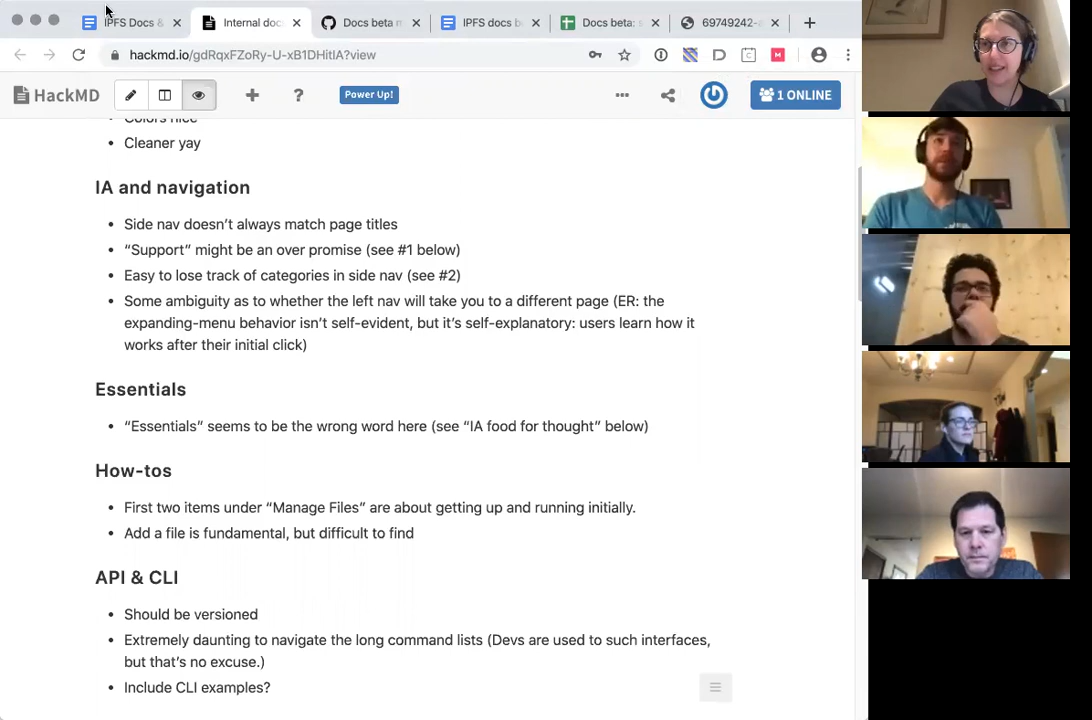 IPFS Docs &
Internal doc
Docs beta m
IPFS docs b
Docs beta: s
69749242-a
hackmd.io/gdRqxFZoRy-U-xB1DHitIA?view
HackMD
Power Up!
1 ONLINE
Colors nice
Cleaner yay
IA and navigation
Side nav doesn’t always match page titles
“Support” might be an over promise (see #1 below)
Easy to lose track of categories in side nav (see #2)
Some ambiguity as to whether the left nav will take you to a different page (ER: the
expanding-menu behavior isn’t self-evident, but it’s self-explanatory: users learn how it
works after their initial click)
Essentials
“Essentials” seems to be the wrong word here (see “IA food for thought” below)
How-tos
First two items under “Manage Files” are about getting up and running initially.
Add a file is fundamental, but difficult to find
API & CLI
Should be versioned
Extremely daunting to navigate the long command lists (Devs are used to such interfaces,
but that’s no excuse.)
Include CLI examples?